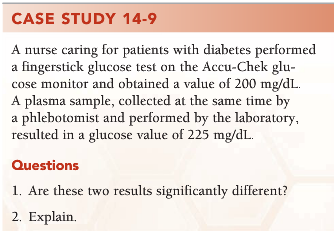 CASE STUDY 14-9
A nurse caring for patients with diabetes performed
a fingerstick glucose test on the Accu-Chek glu-
cose monitor and obtained a value of 200 mg/dL.
A plasma sample, collected at the same time by
a phlebotomist and performed by the laboratory,
resulted in a glucose value of 225 mg/dL.
Questions
1. Are these two results significantly different?
2. Explain.